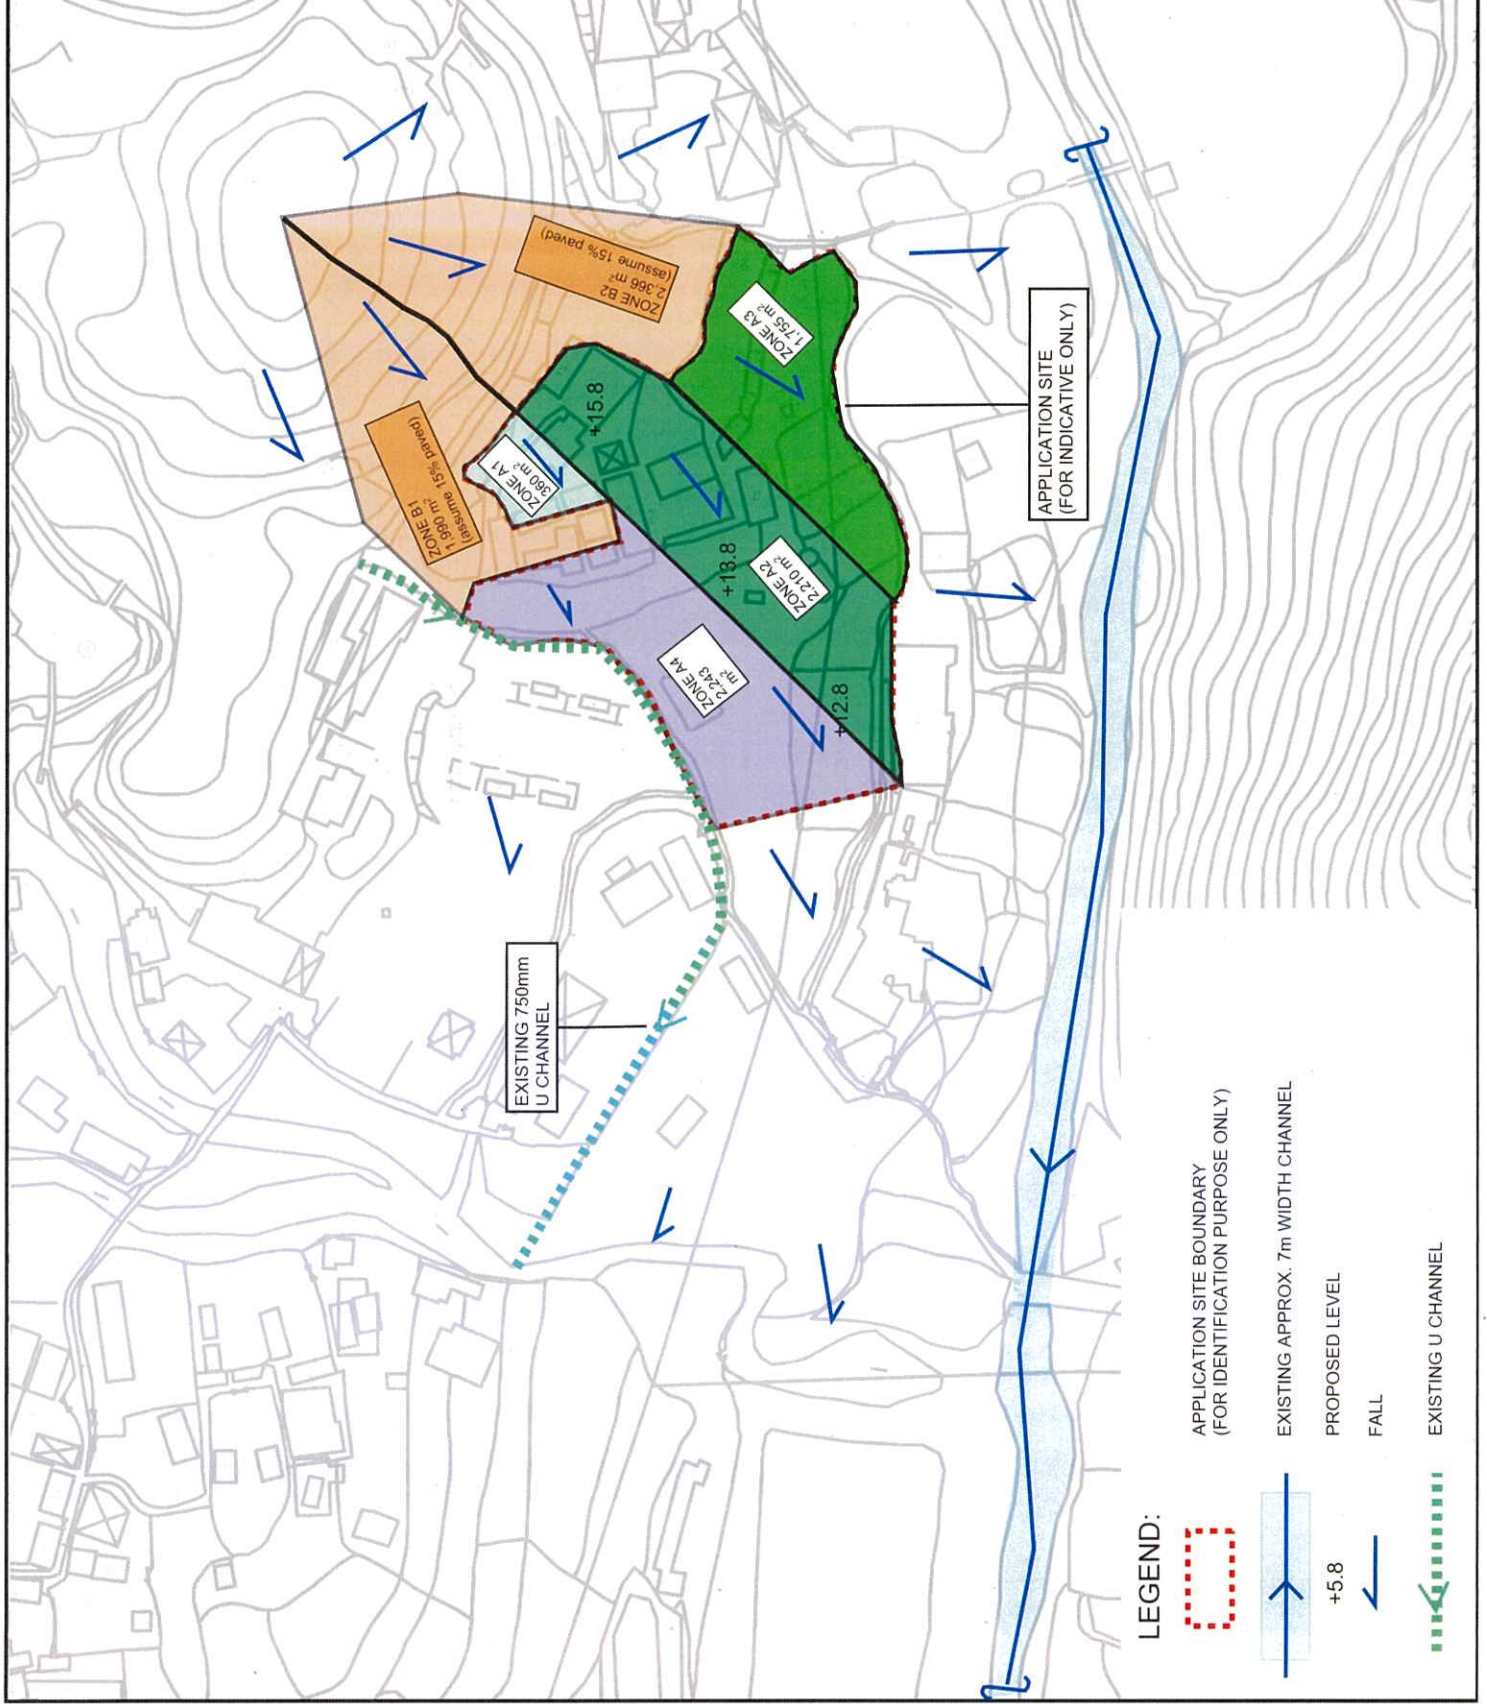 ZONE B2
2,366 m²
(assume 15% paved)
ZONE B1
1,990 m²
(assume 15% paved)
ZONE A1
360 m²
ZONE A3
1,755 m²
ZONE A2
2,210 m²
ZONE A4
2,243
m²
+15.8
+13.8
+12.8
APPLICATION SITE
(FOR INDICATIVE ONLY)
EXISTING 750mm
U CHANNEL
LEGEND:
APPLICATION SITE BOUNDARY
(FOR IDENTIFICATION PURPOSE ONLY)
EXISTING APPROX. 7m WIDTH CHANNEL
+5.8
PROPOSED LEVEL
FALL
EXISTING U CHANNEL